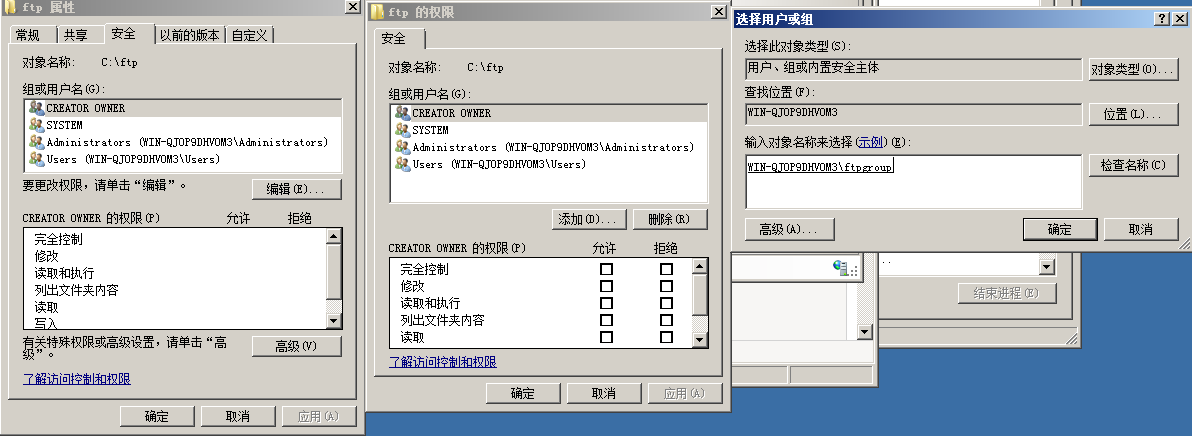 ftp 属性
常规 共享 安全 以前的版本 自定义
对象名称: C:\ftp
组或用户名(G):
CREATOR OWNER
SYSTEM
Administrators (WIN-QJOP9DHVOM3\Administrators)
Users (WIN-QJOP9DHVOM3\Users)
要更改权限，请单击“编辑”。
编辑(E)...
CREATOR OWNER 的权限(P) 允许 拒绝
完全控制
修改
读取和执行
列出文件夹内容
读取
写入
有关特殊权限或高级设置，请单击“高
级”。
高级(V)
了解访问控制和权限
确定 取消 应用(A)
ftp 的权限
安全
对象名称: C:\ftp
组或用户名(G):
CREATOR OWNER
SYSTEM
Administrators (WIN-QJOP9DHVOM3\Administrators)
Users (WIN-QJOP9DHVOM3\Users)
添加(D)... 删除(R)
CREATOR OWNER 的权限(P) 允许 拒绝
完全控制
修改
读取和执行
列出文件夹内容
读取
了解访问控制和权限
确定 取消 应用(A)
选择用户或组
选择此对象类型(S):
用户、组或内置安全主体
对象类型(O)...
查找位置(F):
WIN-QJOP9DHVOM3
位置(L)...
输入对象名称来选择(示例)(E):
WIN-QJOP9DHVOM3\ftpgroup
检查名称(C)
高级(A)... 确定 取消
结束进程(E)